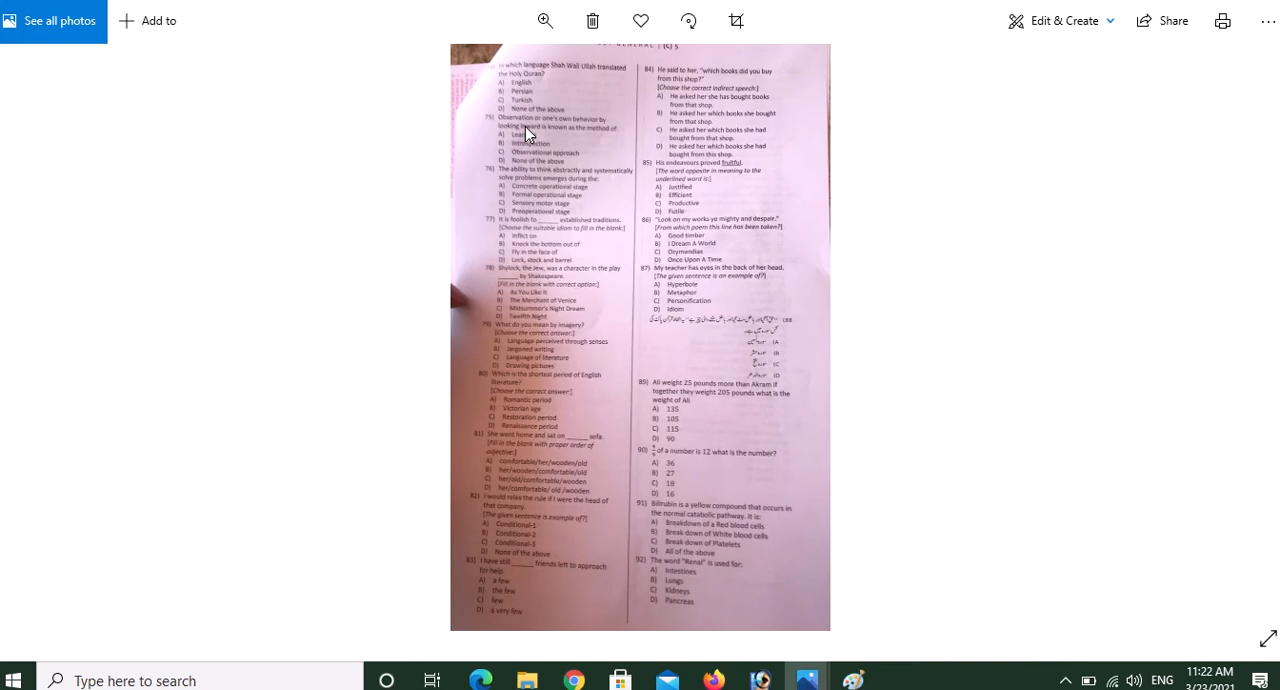 See all photos
Add to
Edit & Create
Share
GENERAL | (C) 5
in which language Shah Wali Ullah translated
the Holy Quran?
A) English
B) Persian
C) Turkish
D) None of the above
75) Observation or one's own behavior by
looking inward is known as the method of:
A)
B)
C) Observational approach
D) None of the above
76) The ability to think abstractly and systematically
solve problems emerges during the:
A) Concrete operational stage
B) Formal operational stage
C) Sensory motor stage
D) Preoperational stage
77) It is foolish to ______ established traditions.
[Choose the suitable idiom to fill in the blank:]
A) Inflict on
B) Knock the bottom out of
C) Fly in the face of
D) Lock, stock and barrel
78) Shylock, the Jew, was a character in the play
______ by Shakespeare.
[Fill in the blank with correct option:]
A) As You Like It
B) The Merchant of Venice
C) Midsummer's Night Dream
D) Twelfth Night
79) What do you mean by imagery?
[Choose the correct answer:]
A) Language perceived through senses
B) Jargoned writing
C) Language of literature
D) Drawing pictures
80) Which is the shortest period of English
literature?
[Choose the correct answer:]
A) Romantic period
B) Victorian age
C) Restoration period
D) Renaissance period
81) She went home and sat on ______ sofa.
[Fill in the blank with proper order of
adjective:]
A) comfortable/her/wooden/old
B) her/wooden/comfortable/old
C) her/old/comfortable/wooden
D) her/comfortable/ old /wooden
82) I would relax the rule if I were the head of
that company.
[The given sentence is example of?]
A) Conditional-1
B) Conditional-2
C) Conditional-3
D) None of the above
83) I have still ______ friends left to approach
for help.
A) a few
B) the few
C) few
D) a very few
84) He said to her, "which books did you buy
from this shop?"
[Choose the correct indirect speech:]
A) He asked her she has bought books
from that shop.
B) He asked her which books she bought
from that shop.
C) He asked her which books she had
bought from that shop.
D) He asked her which books she had
bought from this shop.
85) His endeavours proved fruitful.
[The word opposite in meaning to the
underlined word is:]
A) Justified
B) Efficient
C) Productive
D) Futile
86) "Look on my works ye mighty and despair."
[From which poem this line has been taken?]
A) Good timber
B) I Dream A World
C) Ozymandias
D) Once Upon A Time
87) My teacher has eyes in the back of her head.
[The given sentence is an example of?]
A) Hyperbole
B) Metaphor
C) Personification
D) Idiom
(88
(A
(B
(C
(D
89) Ali weight 25 pounds more than Akram if
together they weight 205 pounds what is the
weight of Ali
A) 135
B) 105
C) 115
D) 90
90) of a number is 12 what is the number?
A) 36
B) 27
C) 18
D) 16
91) Bilirubin is a yellow compound that occurs in
the normal catabolic pathway. It is:
A) Breakdown of a Red blood cells
B) Break down of White blood cells
C) Break down of Platelets
D) All of the above
92) The word "Renal" is used for:
A) Intestines
B) Lungs
C) Kidneys
D) Pancreas
Type here to search
ENG
11:22 AM
3/23/2021